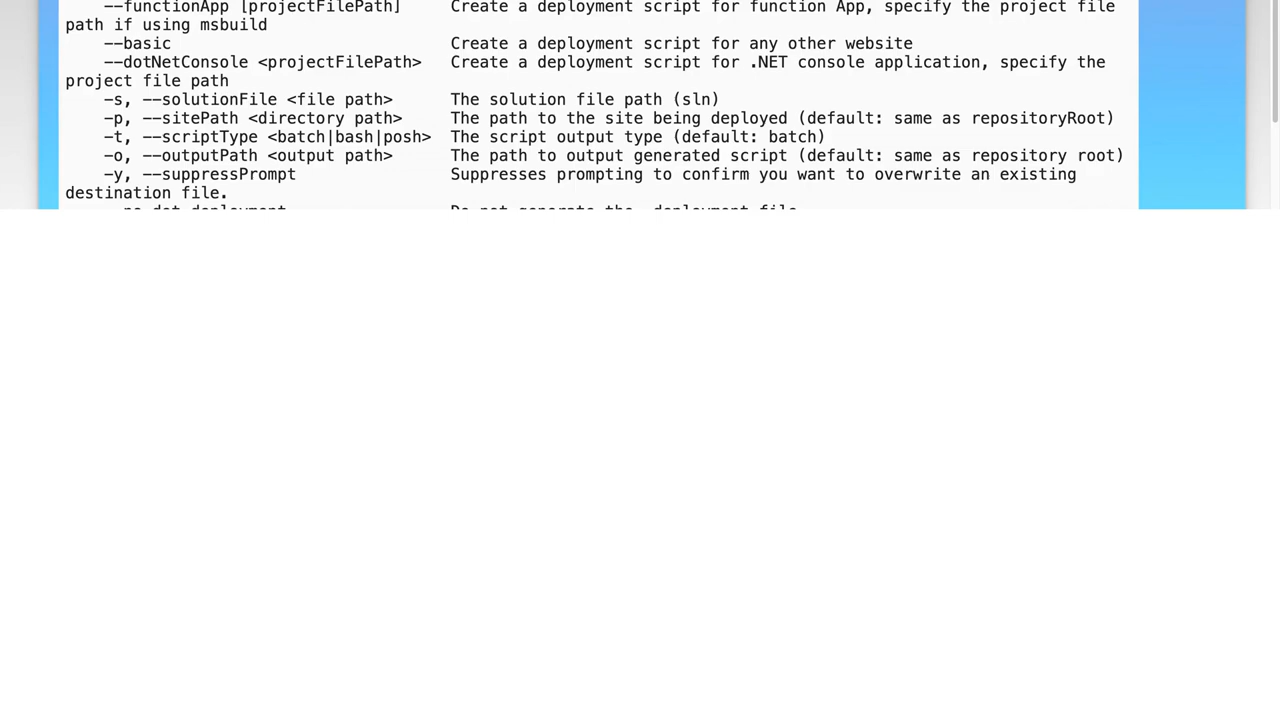 --functionApp [projectFilePath]     Create a deployment script for function App, specify the project file
path if using msbuild
--basic                             Create a deployment script for any other website
--dotNetConsole <projectFilePath>   Create a deployment script for .NET console application, specify the
project file path
-s, --solutionFile <file path>      The solution file path (sln)
-p, --sitePath <directory path>     The path to the site being deployed (default: same as repositoryRoot)
-t, --scriptType <batch|bash|posh>  The script output type (default: batch)
-o, --outputPath <output path>      The path to output generated script (default: same as repository root)
-y, --suppressPrompt                Suppresses prompting to confirm you want to overwrite an existing
destination file.